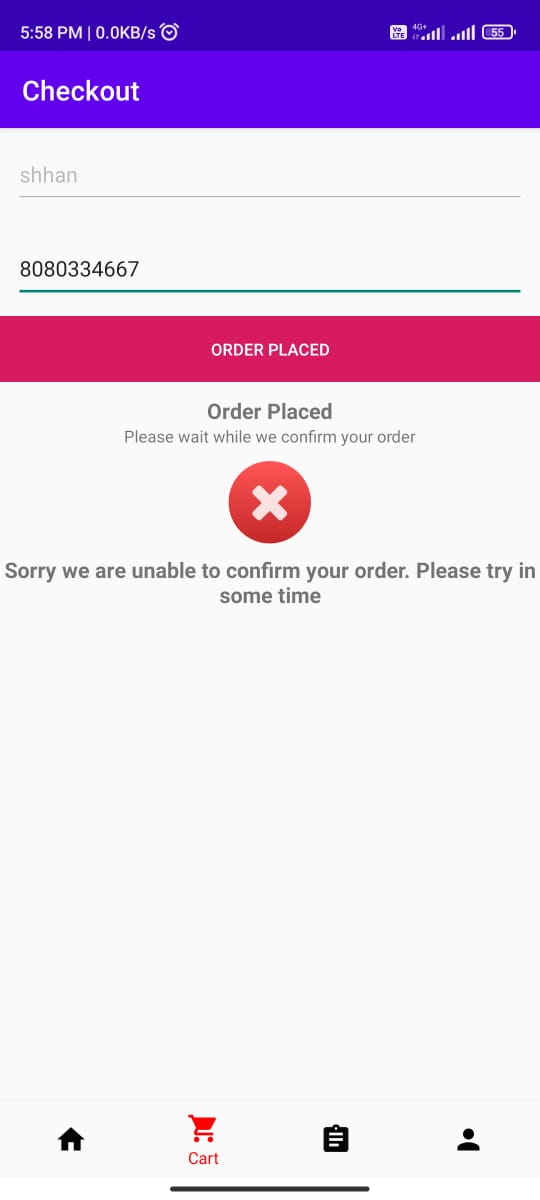 5:58 PM | 0.0KB/s
Vo LTE 4G+ 55
Checkout
shhan
8080334667
ORDER PLACED
Order Placed
Please wait while we confirm your order
Sorry we are unable to confirm your order. Please try in
some time
Cart